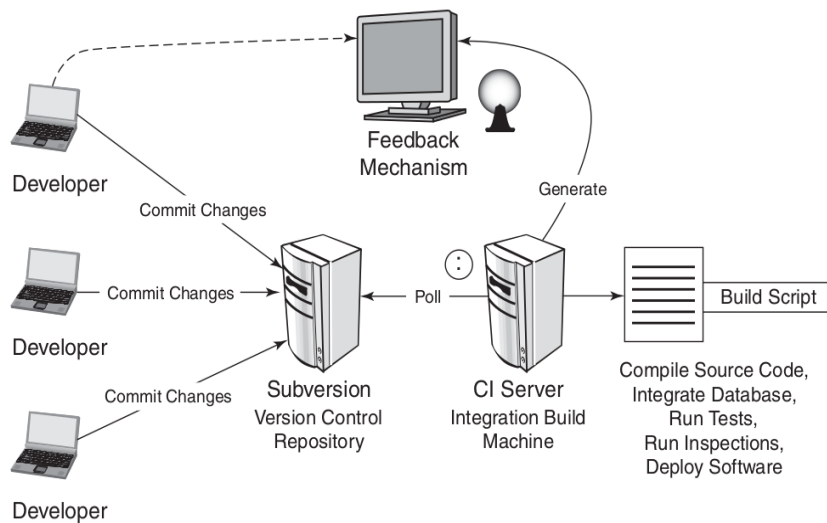 Feedback
Mechanism
Developer
Commit Changes
Generate
Developer
Commit Changes
Poll
:
Build Script
Developer
Commit Changes
Subversion
Version Control
Repository
CI Server
Integration Build
Machine
Compile Source Code,
Integrate Database,
Run Tests,
Run Inspections,
Deploy Software